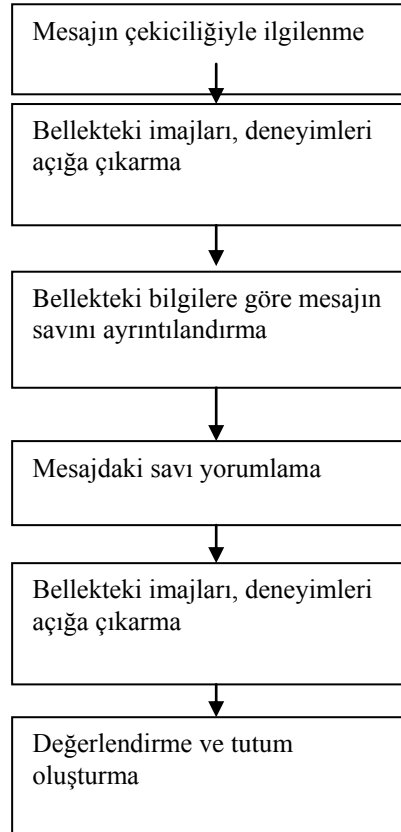 Mesajın çekiciliğiyle ilgilenme
Bellekteki imajları, deneyimleri
açığa çıkarma
Bellekteki bilgilere göre mesajın
savını ayrıntılandırma
Mesajdaki savı yorumlama
Bellekteki imajları, deneyimleri
açığa çıkarma
Değerlendirme ve tutum
oluşturma